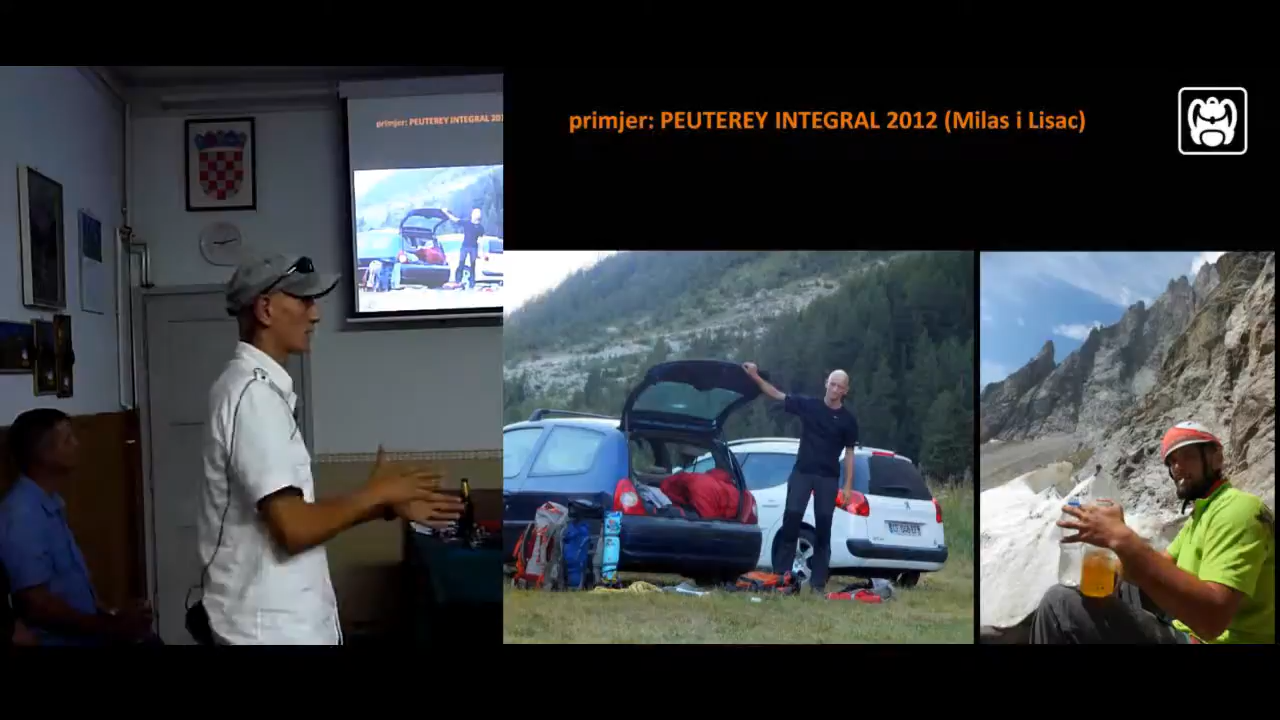 primjer: PEUTEREY INTEGRAL 201
primjer: PEUTEREY INTEGRAL 2012 (Milas i Lisac)